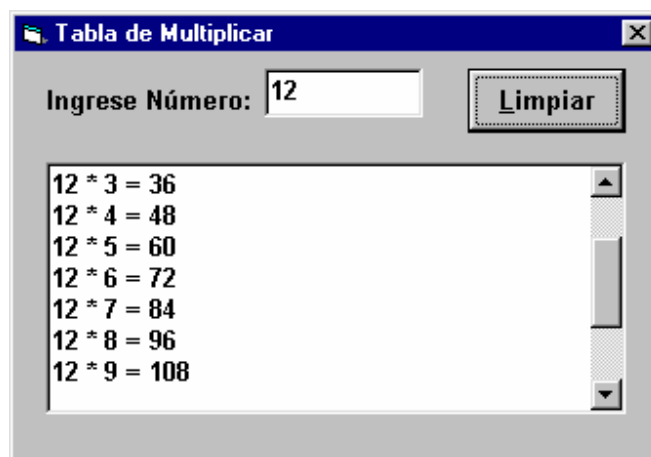 Tabla de Multiplicar
Ingrese Número: 12 Limpiar
12 * 3 = 36
12 * 4 = 48
12 * 5 = 60
12 * 6 = 72
12 * 7 = 84
12 * 8 = 96
12 * 9 = 108